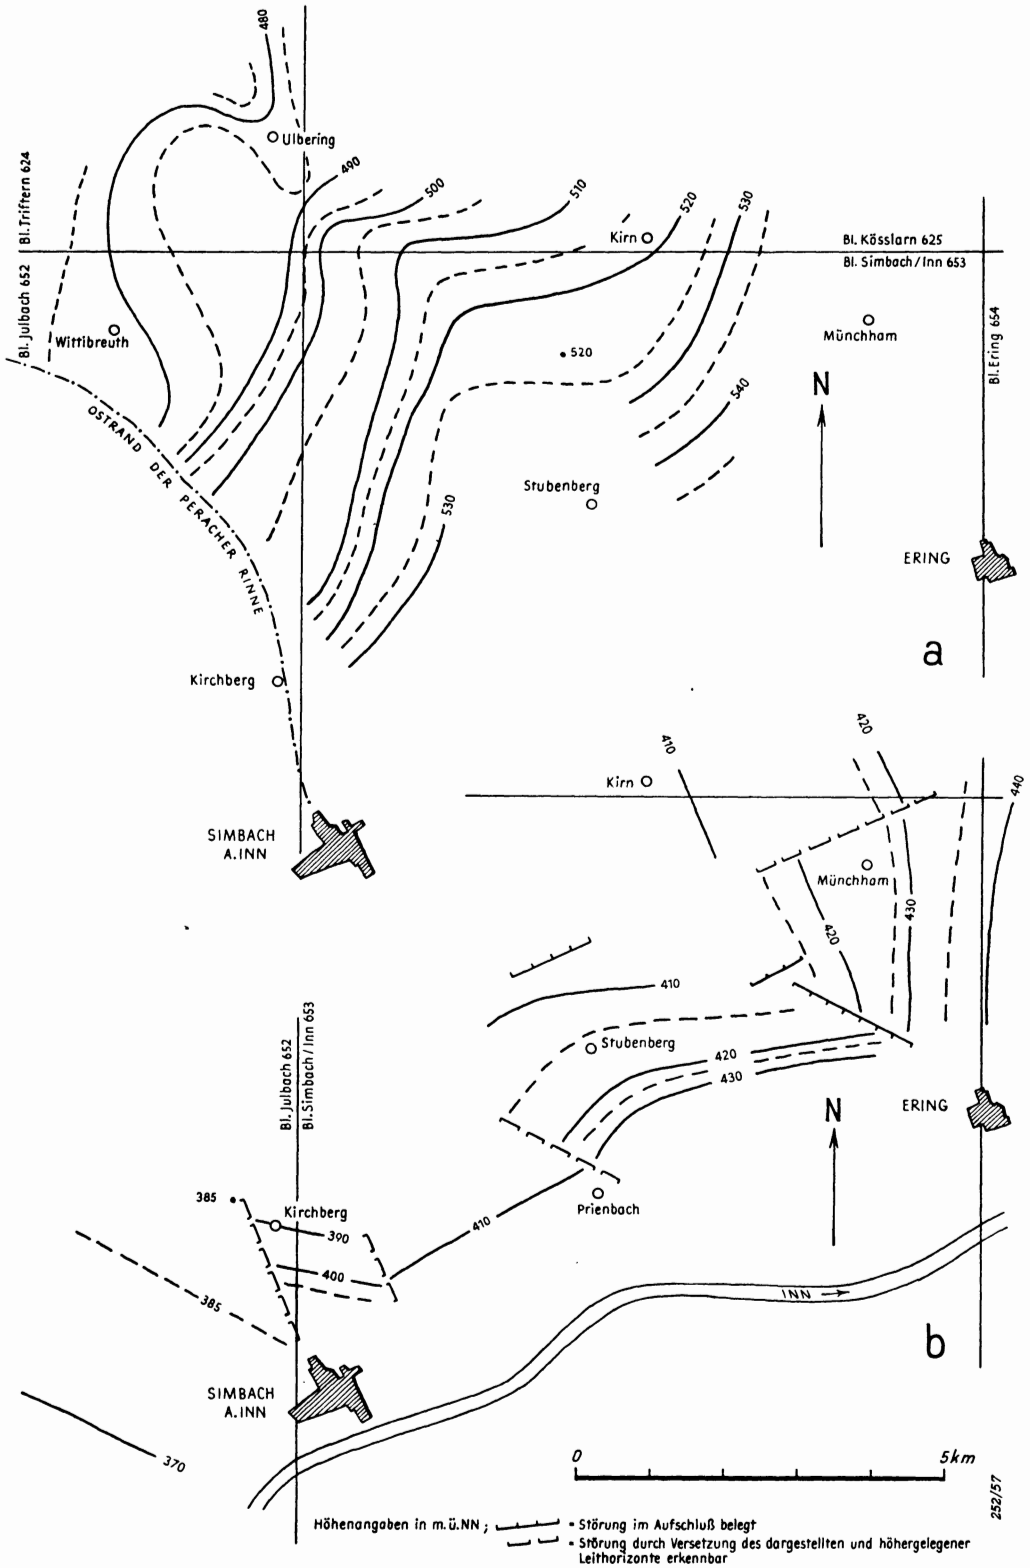 480
Ulbering
490
500
510
520
530
Bl. Triftern 624
Bl. Julbach 652
Kirn
Bl. Kösslarn 625
Bl. Simbach/Inn 653
Wittibreuth
520
Münchham
Bl. Ering 654
N
540
OSTRAND DER PERACHER RINNE
Stubenberg
530
ERING
a
Kirchberg
SIMBACH
A. INN
410
420
Kirn
440
Münchham
430
420
410
Bl. Julbach 652
Bl. Simbach/Inn 653
Stubenberg
420
430
N
ERING
385
Kirchberg
390
Prienbach
410
400
385
INN
b
SIMBACH
A. INN
370
0
5km
252/57
Höhenangaben in m.ü.NN ; - Störung im Aufschluß belegt
- Störung durch Versetzung des dargestellten und höhergelegener
Leithorizonte erkennbar